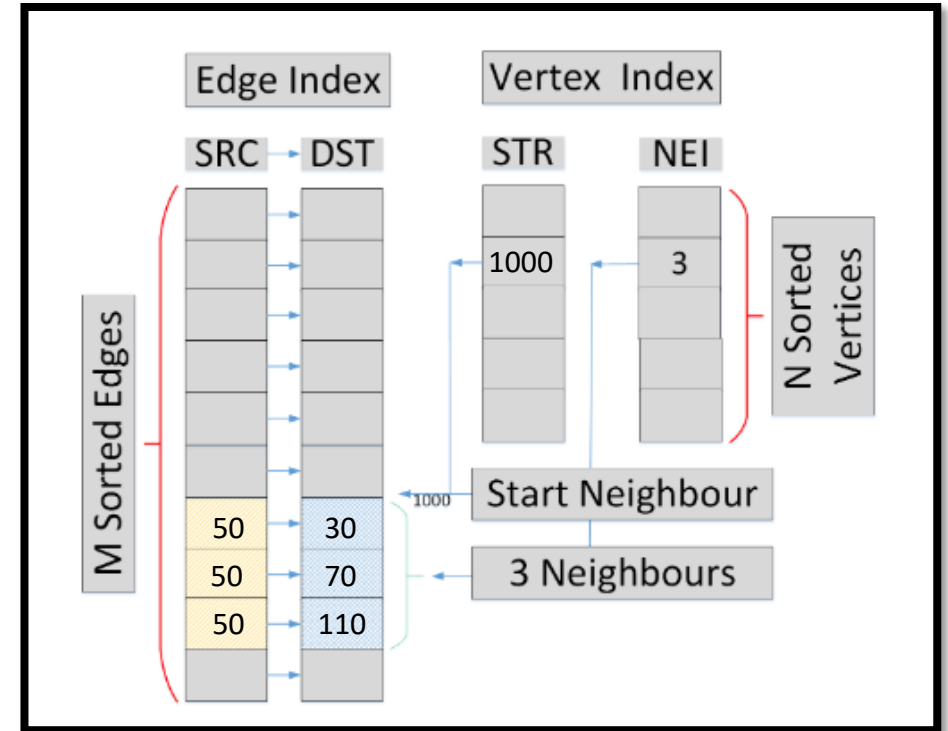 Edge Index
Vertex Index
SRC DST
STR NEI
1000 3
M Sorted Edges
N Sorted
Vertices
1000
Start Neighbour
50 30
50 70
50 110
3 Neighbours